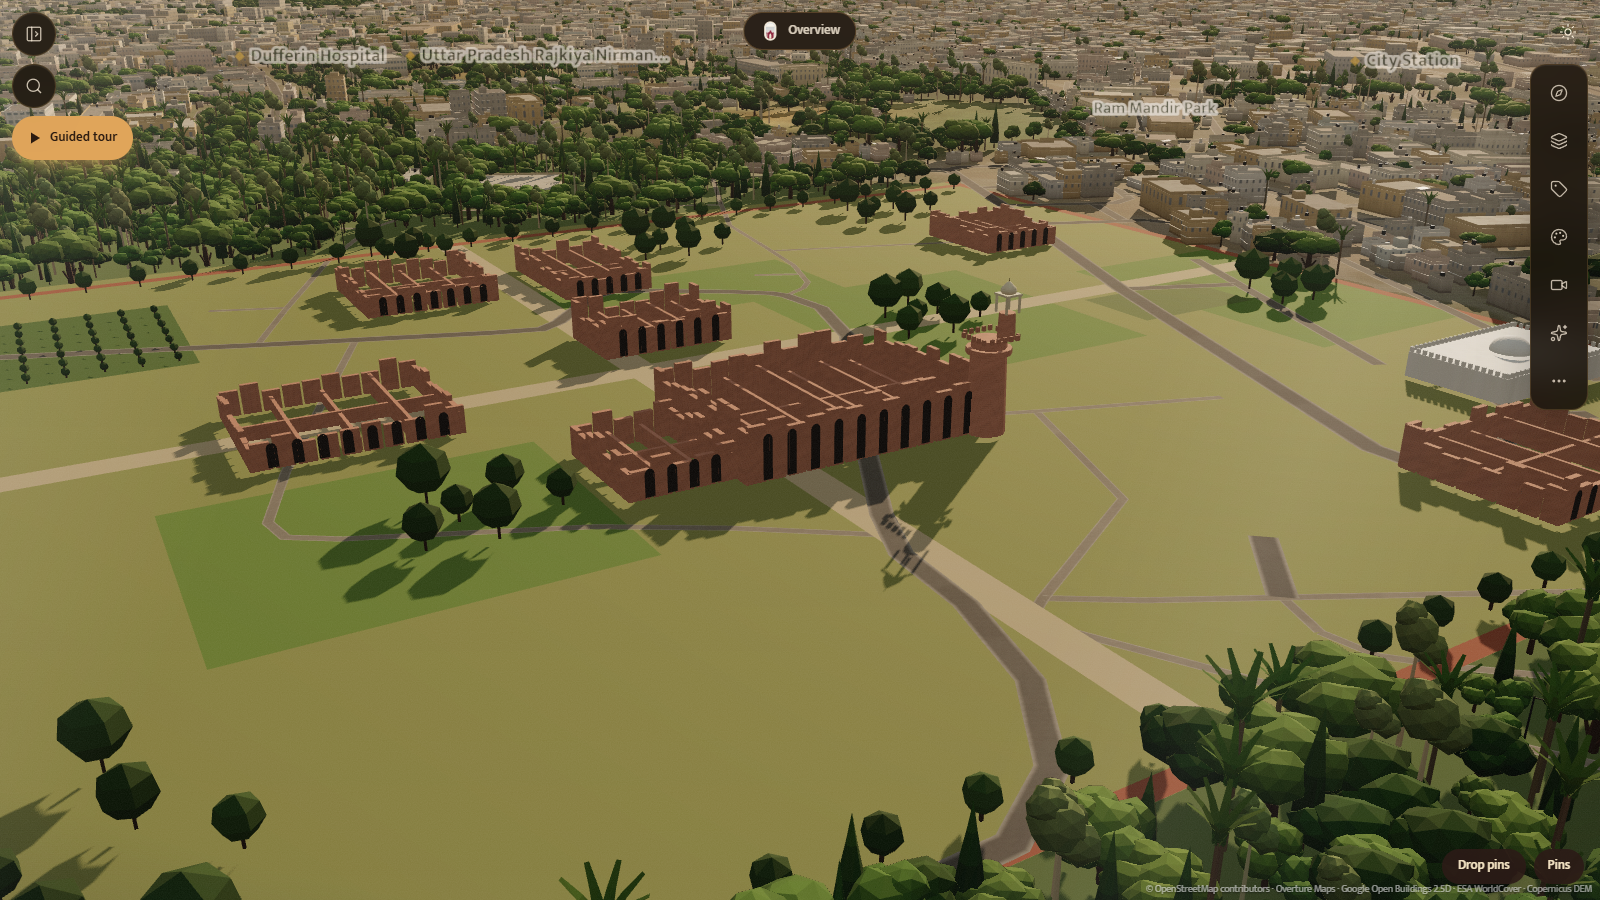 Overview
Dufferin Hospital
Uttar Pradesh Rajkiya Nirman...
City Station
Ram Mandir Park
Guided tour
Drop pins
Pins
© OpenStreetMap contributors · Overture Maps · Google Open Buildings 2.5D · ESA WorldCover · Copernicus DEM